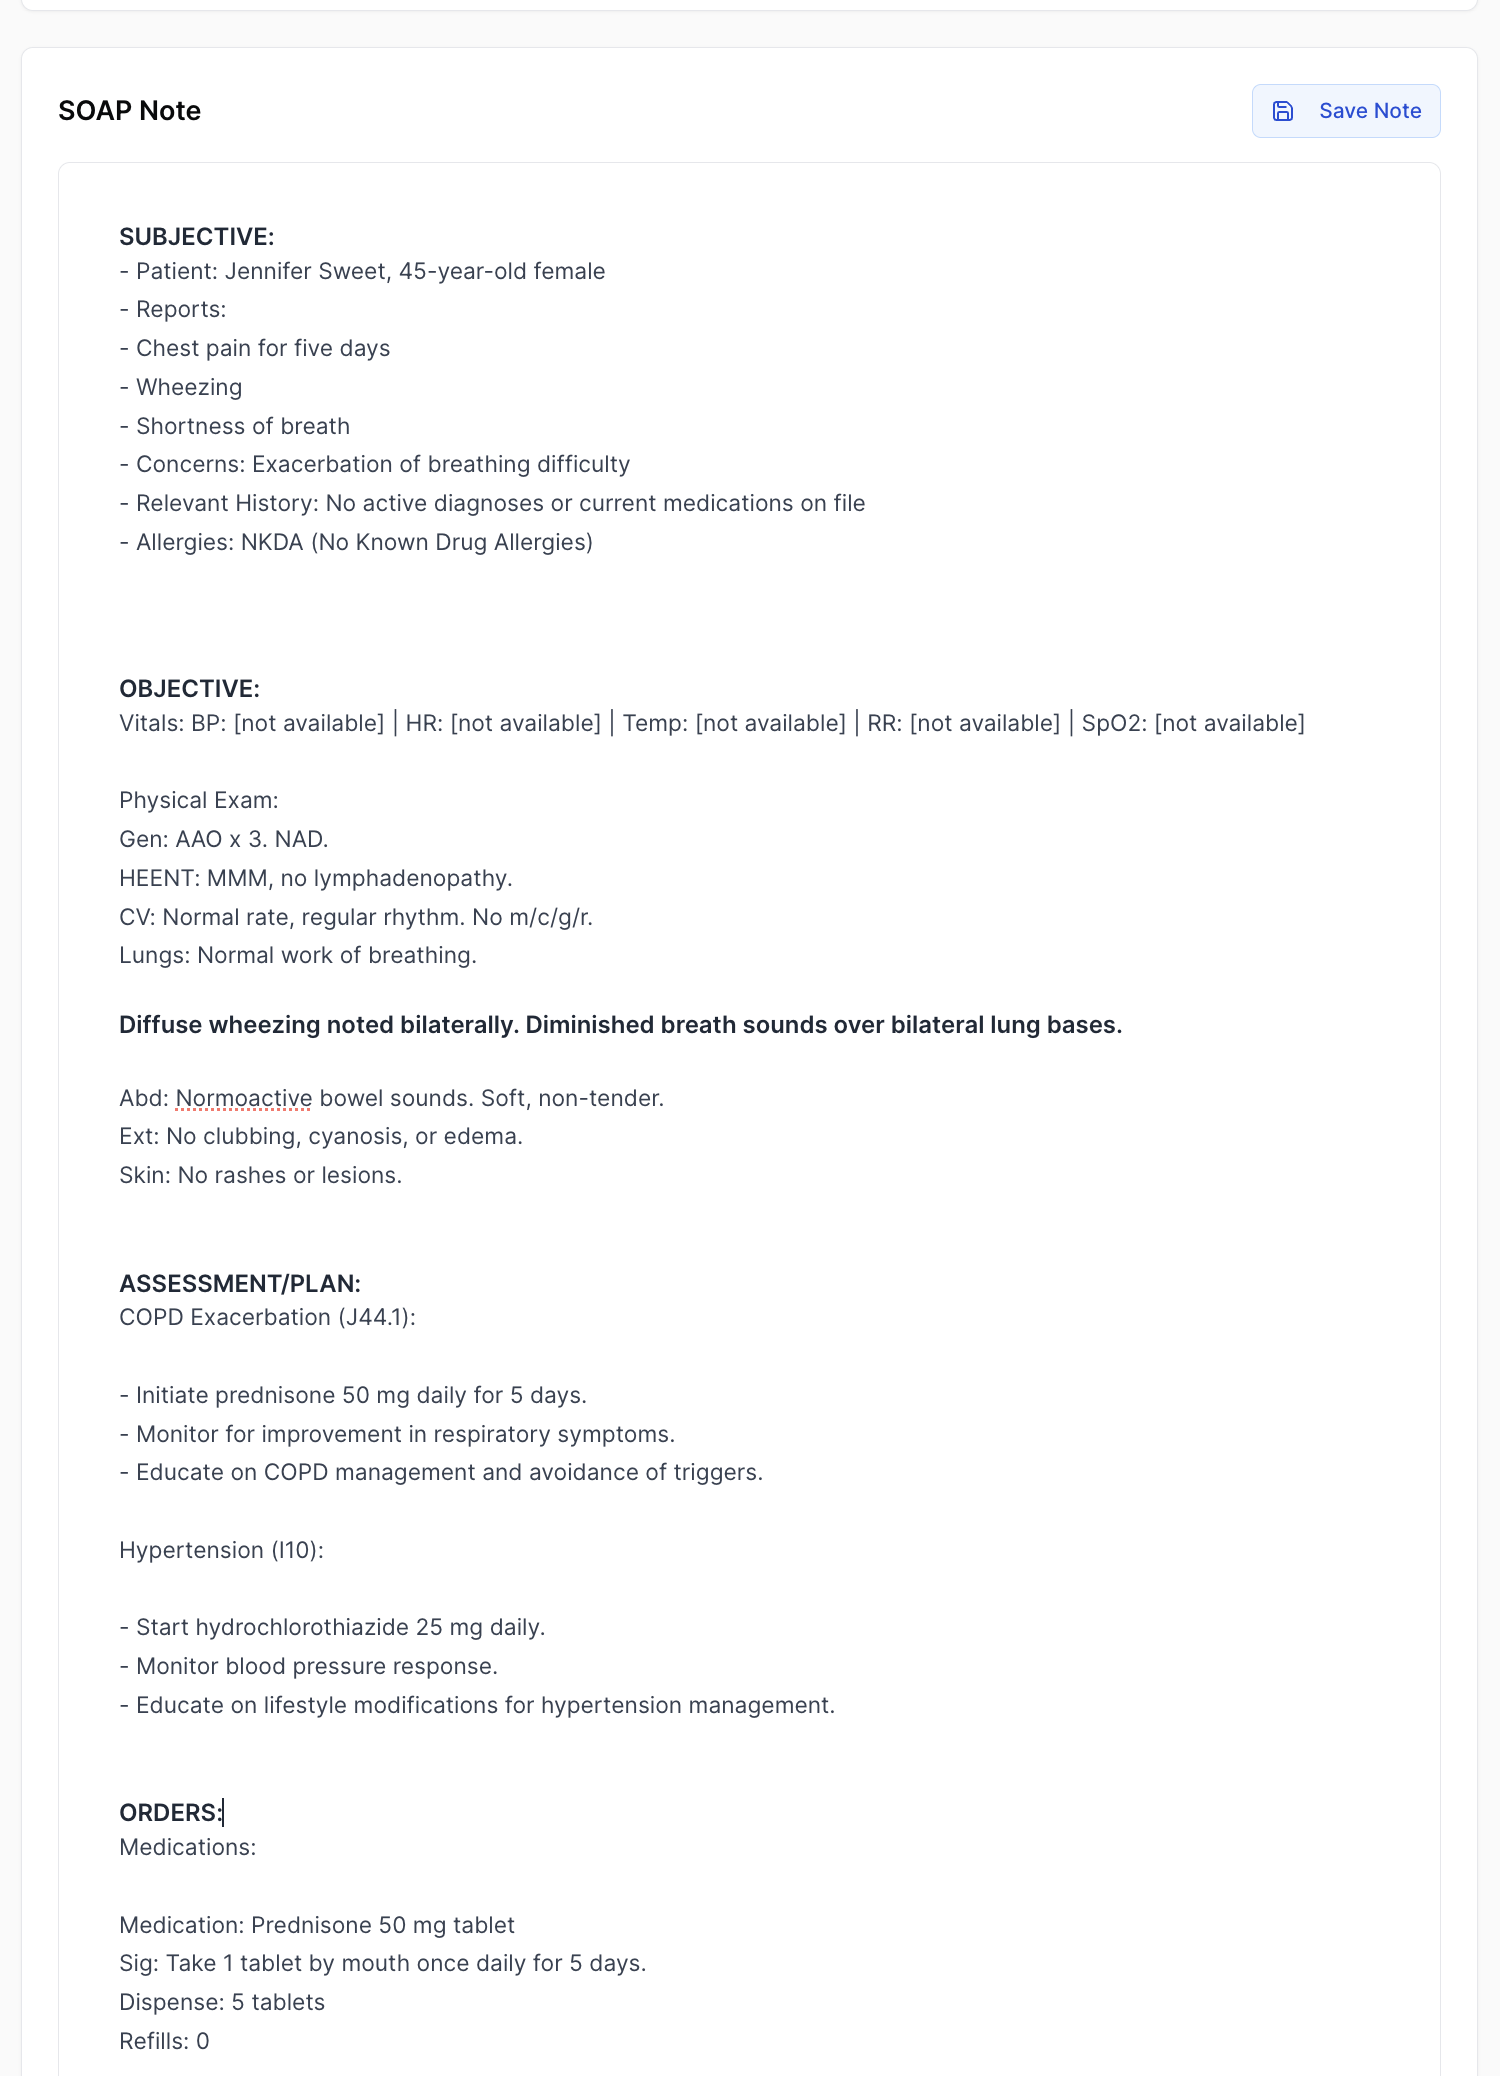 SOAP Note
Save Note
SUBJECTIVE:
- Patient: Jennifer Sweet, 45-year-old female
- Reports:
- Chest pain for five days
- Wheezing
- Shortness of breath
- Concerns: Exacerbation of breathing difficulty
- Relevant History: No active diagnoses or current medications on file
- Allergies: NKDA (No Known Drug Allergies)
OBJECTIVE:
Vitals: BP: [not available] | HR: [not available] | Temp: [not available] | RR: [not available] | SpO2: [not available]
Physical Exam:
Gen: AAO x 3. NAD.
HEENT: MMM, no lymphadenopathy.
CV: Normal rate, regular rhythm. No m/c/g/r.
Lungs: Normal work of breathing.
Diffuse wheezing noted bilaterally. Diminished breath sounds over bilateral lung bases.
Abd: Normoactive bowel sounds. Soft, non-tender.
Ext: No clubbing, cyanosis, or edema.
Skin: No rashes or lesions.
ASSESSMENT/PLAN:
COPD Exacerbation (J44.1):
- Initiate prednisone 50 mg daily for 5 days.
- Monitor for improvement in respiratory symptoms.
- Educate on COPD management and avoidance of triggers.
Hypertension (I10):
- Start hydrochlorothiazide 25 mg daily.
- Monitor blood pressure response.
- Educate on lifestyle modifications for hypertension management.
ORDERS:
Medications:
Medication: Prednisone 50 mg tablet
Sig: Take 1 tablet by mouth once daily for 5 days.
Dispense: 5 tablets
Refills: 0